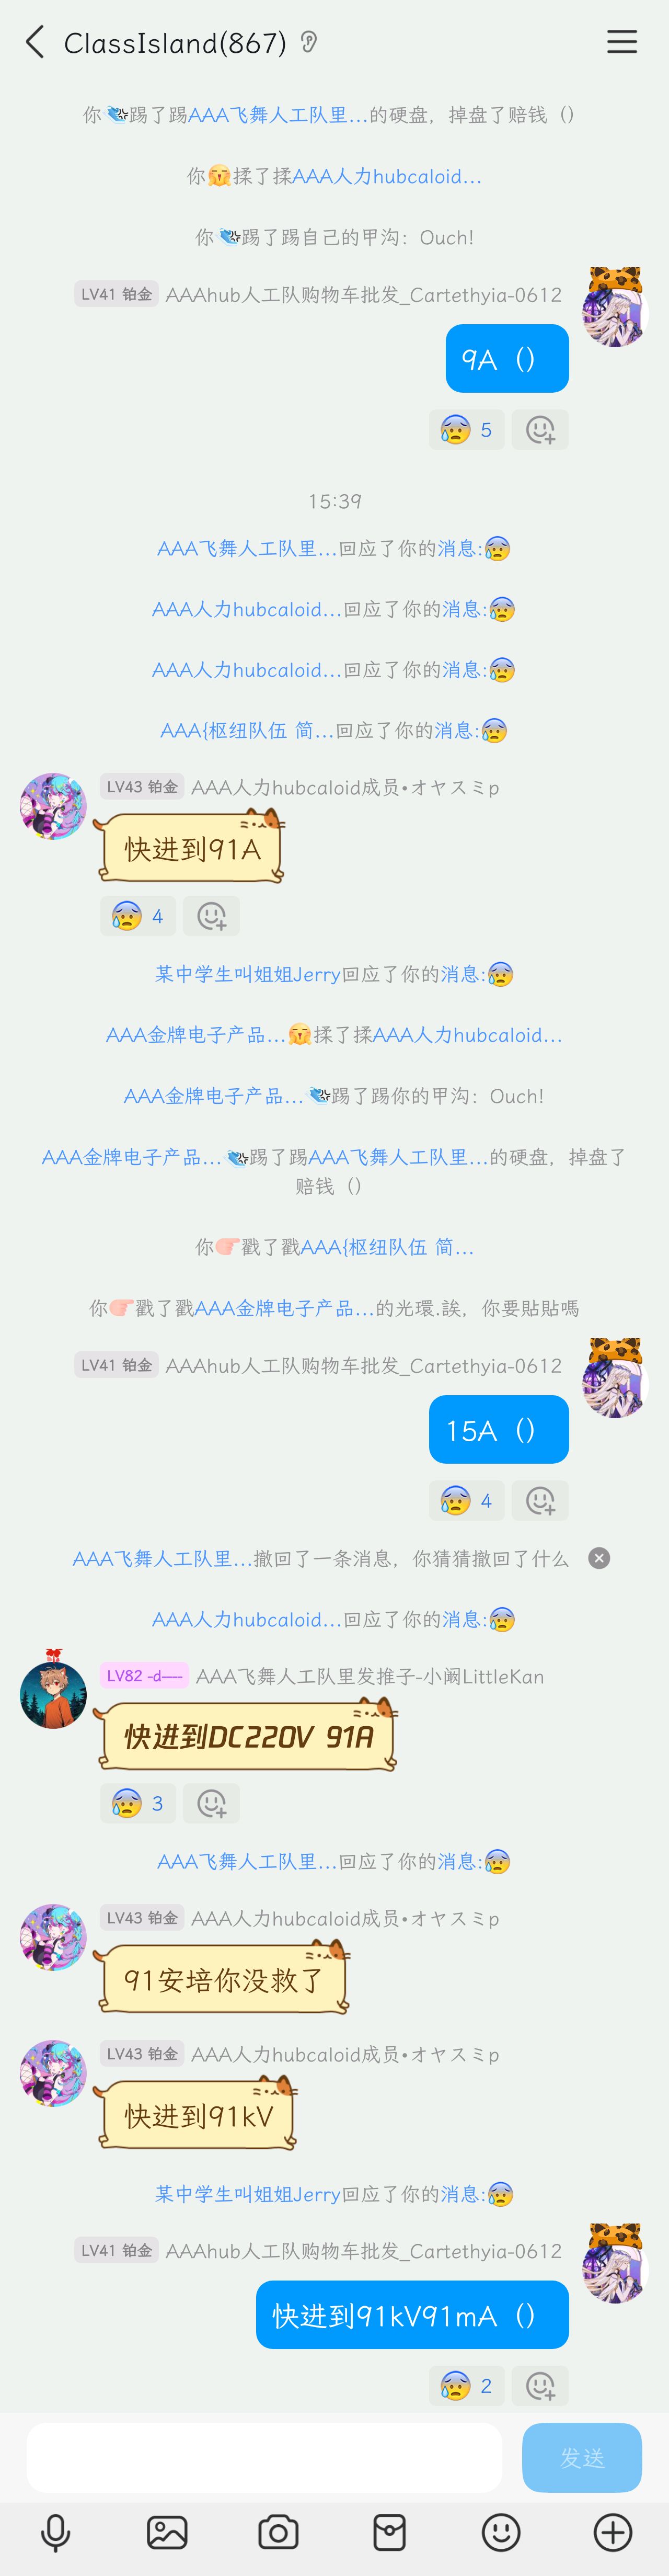 ClassIsland(867)
你踢了踢AAA飞舞人工队里...的硬盘，掉盘了赔钱（）
你揉了揉AAA人力hubcaloid...
你踢了踢自己的甲沟：Ouch!
LV41 铂金 AAAhub人工队购物车批发_Cartethyia-0612
9A（）
5
15:39
AAA飞舞人工队里...回应了你的消息:
AAA人力hubcaloid...回应了你的消息:
AAA人力hubcaloid...回应了你的消息:
AAA{枢纽队伍 简...回应了你的消息:
LV43 铂金 AAA人力hubcaloid成员•オヤスミp
快进到91A
4
某中学生叫姐姐Jerry回应了你的消息:
AAA金牌电子产品...揉了揉AAA人力hubcaloid...
AAA金牌电子产品...踢了踢你的甲沟：Ouch!
AAA金牌电子产品...踢了踢AAA飞舞人工队里...的硬盘，掉盘了
赔钱（）
你戳了戳AAA{枢纽队伍 简...
你戳了戳AAA金牌电子产品...的光環.誒，你要貼貼嗎
LV41 铂金 AAAhub人工队购物车批发_Cartethyia-0612
15A（）
4
AAA飞舞人工队里...撤回了一条消息，你猜猜撤回了什么
AAA人力hubcaloid...回应了你的消息:
LV82 -d---- AAA飞舞人工队里发推子-小阚LittleKan
快进到DC220V 91A
3
AAA飞舞人工队里...回应了你的消息:
LV43 铂金 AAA人力hubcaloid成员•オヤスミp
91安培你没救了
LV43 铂金 AAA人力hubcaloid成员•オヤスミp
快进到91kV
某中学生叫姐姐Jerry回应了你的消息:
LV41 铂金 AAAhub人工队购物车批发_Cartethyia-0612
快进到91kV91mA（）
2
发送